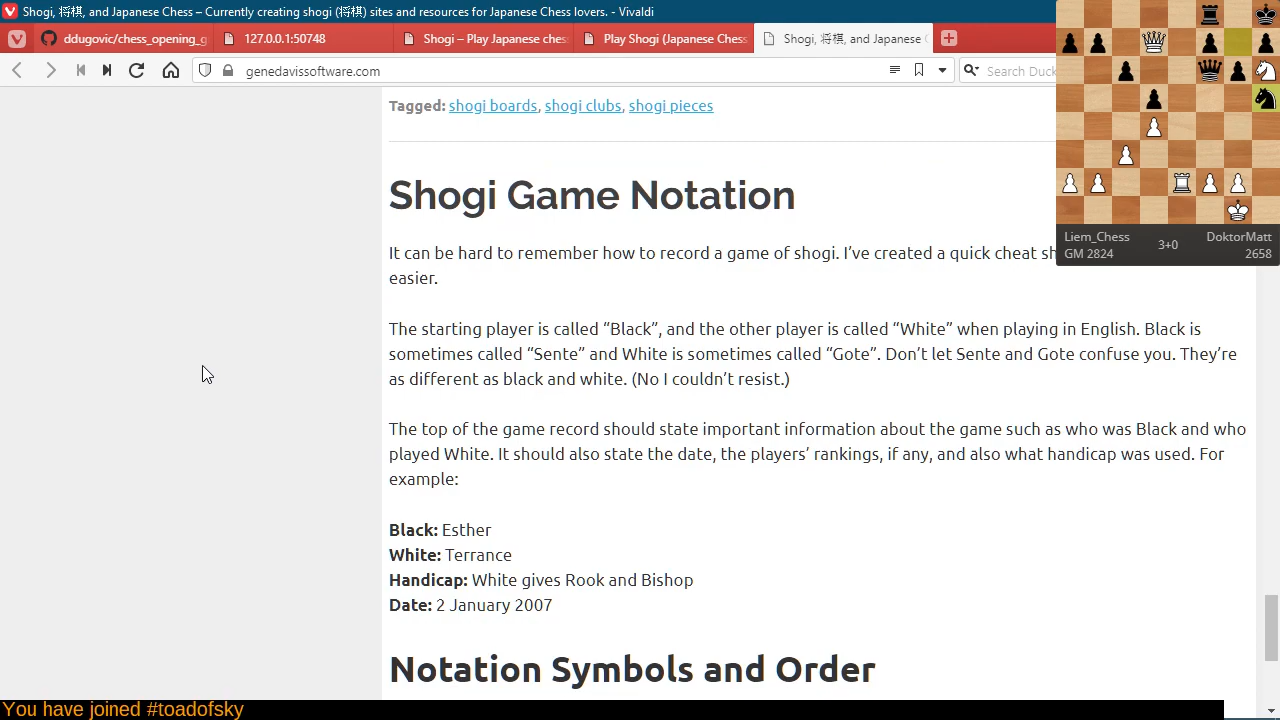 Shogi, 将棋, and Japanese Chess – Currently creating shogi (将棋) sites and resources for Japanese Chess lovers. - Vivaldi
ddugovic/chess_opening_g
127.0.0.1:50748
Shogi – Play Japanese ches
Play Shogi (Japanese Chess
Shogi, 将棋, and Japanese C
genedavissoftware.com
Search Duck
Tagged: shogi boards, shogi clubs, shogi pieces
Shogi Game Notation
It can be hard to remember how to record a game of shogi. I’ve created a quick cheat sh
easier.
The starting player is called “Black”, and the other player is called “White” when playing in English. Black is
sometimes called “Sente” and White is sometimes called “Gote”. Don’t let Sente and Gote confuse you. They’re
as different as black and white. (No I couldn’t resist.)
The top of the game record should state important information about the game such as who was Black and who
played White. It should also state the date, the players’ rankings, if any, and also what handicap was used. For
example:
Black: Esther
White: Terrance
Handicap: White gives Rook and Bishop
Date: 2 January 2007
Notation Symbols and Order
Liem_Chess
GM 2824
3+0
DoktorMatt
2658
You have joined #toadofsky